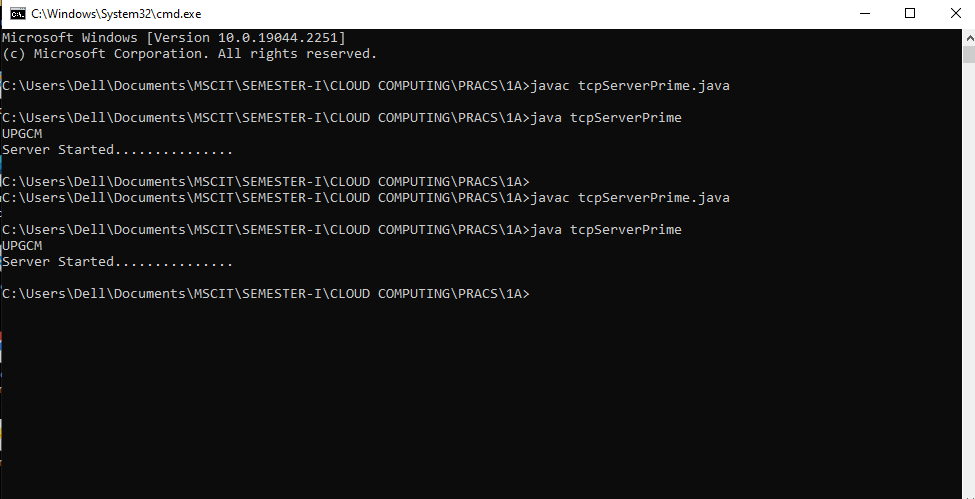 C:\Windows\System32\cmd.exe
Microsoft Windows [Version 10.0.19044.2251]
(c) Microsoft Corporation. All rights reserved.
C:\Users\Dell\Documents\MSCIT\SEMESTER-I\CLOUD COMPUTING\PRACS\1A>javac tcpServerPrime.java
C:\Users\Dell\Documents\MSCIT\SEMESTER-I\CLOUD COMPUTING\PRACS\1A>java tcpServerPrime
UPGCM
Server Started...............
C:\Users\Dell\Documents\MSCIT\SEMESTER-I\CLOUD COMPUTING\PRACS\1A>
C:\Users\Dell\Documents\MSCIT\SEMESTER-I\CLOUD COMPUTING\PRACS\1A>javac tcpServerPrime.java
C:\Users\Dell\Documents\MSCIT\SEMESTER-I\CLOUD COMPUTING\PRACS\1A>java tcpServerPrime
UPGCM
Server Started...............
C:\Users\Dell\Documents\MSCIT\SEMESTER-I\CLOUD COMPUTING\PRACS\1A>